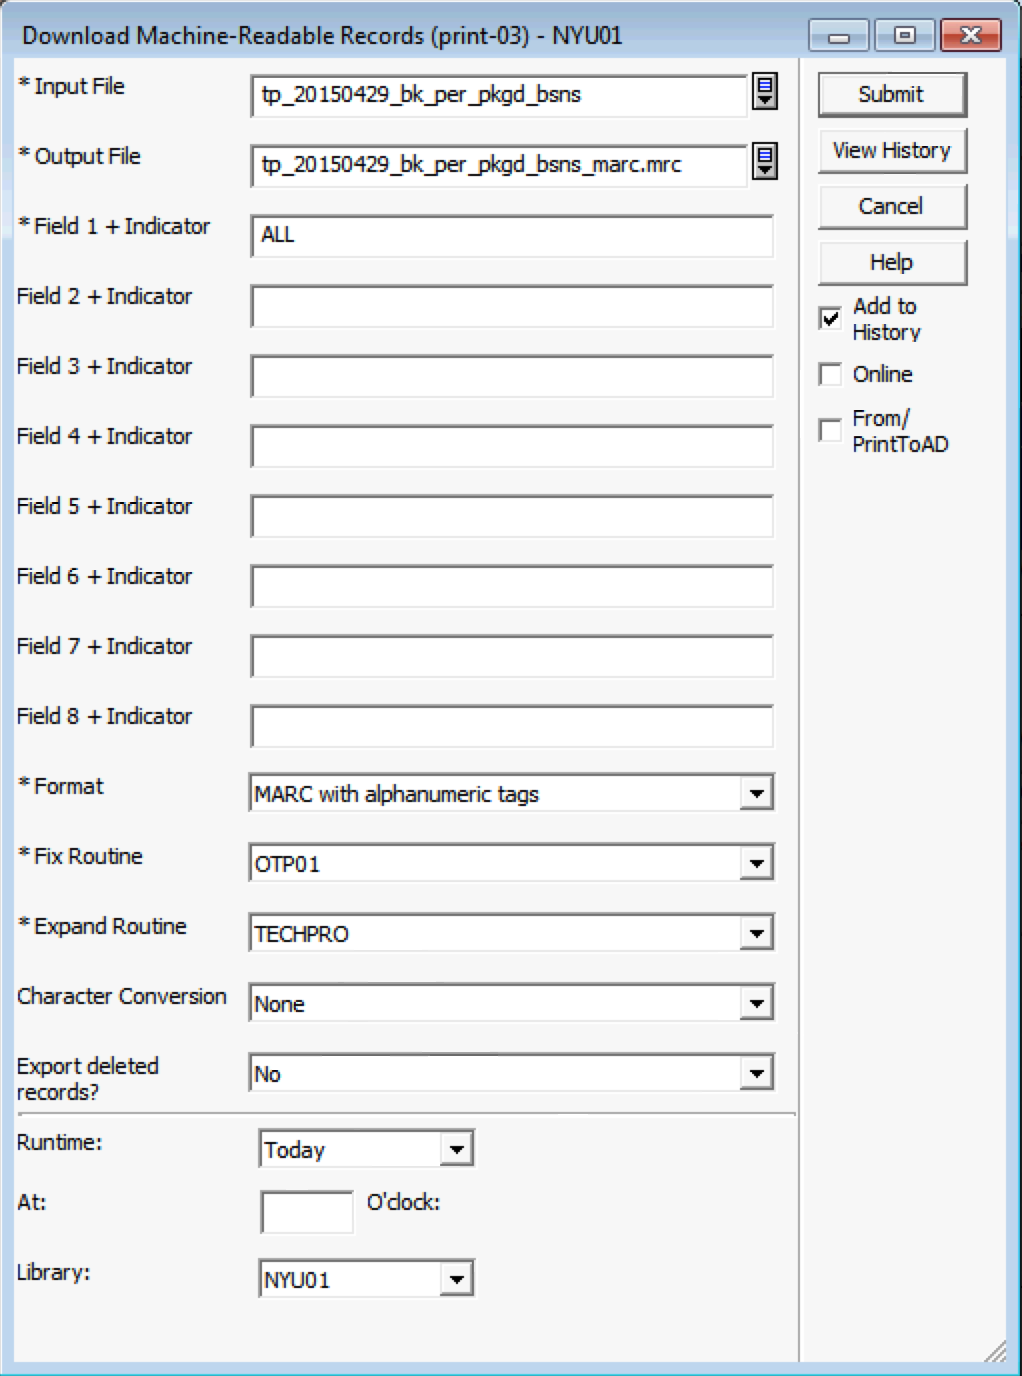 Download Machine-Readable Records (print-03) - NYU01
* Input File
tp_20150429_bk_per_pkgd_bsns
* Output File
tp_20150429_bk_per_pkgd_bsns_marc.mrc
* Field 1 + Indicator
ALL
Field 2 + Indicator
Field 3 + Indicator
Field 4 + Indicator
Field 5 + Indicator
Field 6 + Indicator
Field 7 + Indicator
Field 8 + Indicator
* Format
MARC with alphanumeric tags
* Fix Routine
OTP01
* Expand Routine
TECHPRO
Character Conversion
None
Export deleted
records?
No
Runtime:
Today
At:
O'clock:
Library:
NYU01
Submit
View History
Cancel
Help
Add to
History
Online
From/
PrintToAD